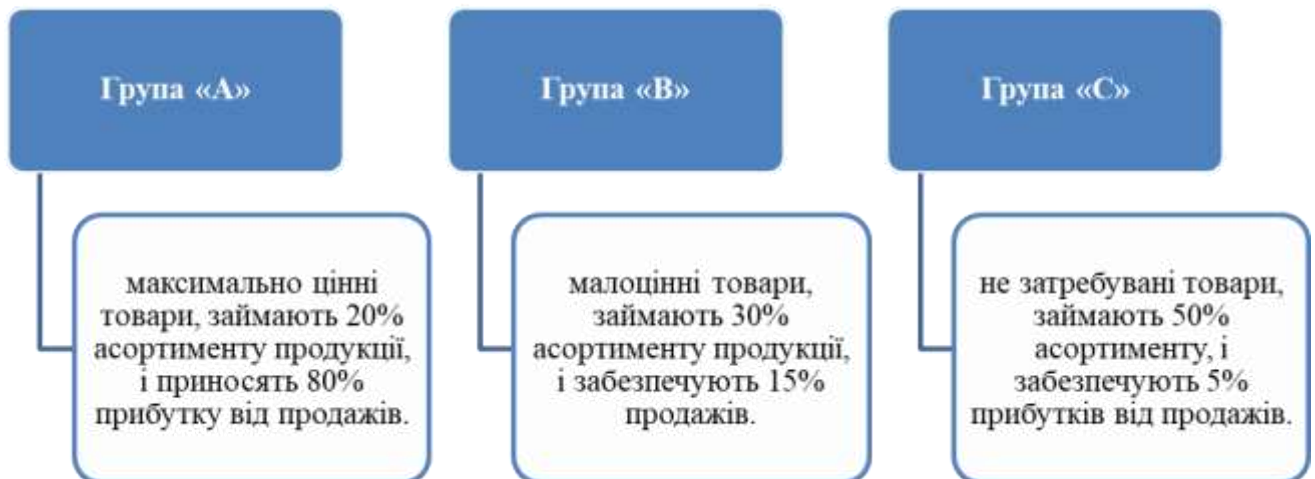 Група «А»
максимально цінні
товари, займають 20%
асортименту продукції,
і приносять 80%
прибутку від продажів.
Група «В»
малоцінні товари,
займають 30%
асортименту продукції,
і забезпечують 15%
продажів.
Група «С»
не затребувані товари,
займають 50%
асортименту, і
забезпечують 5%
прибутків від продажів.